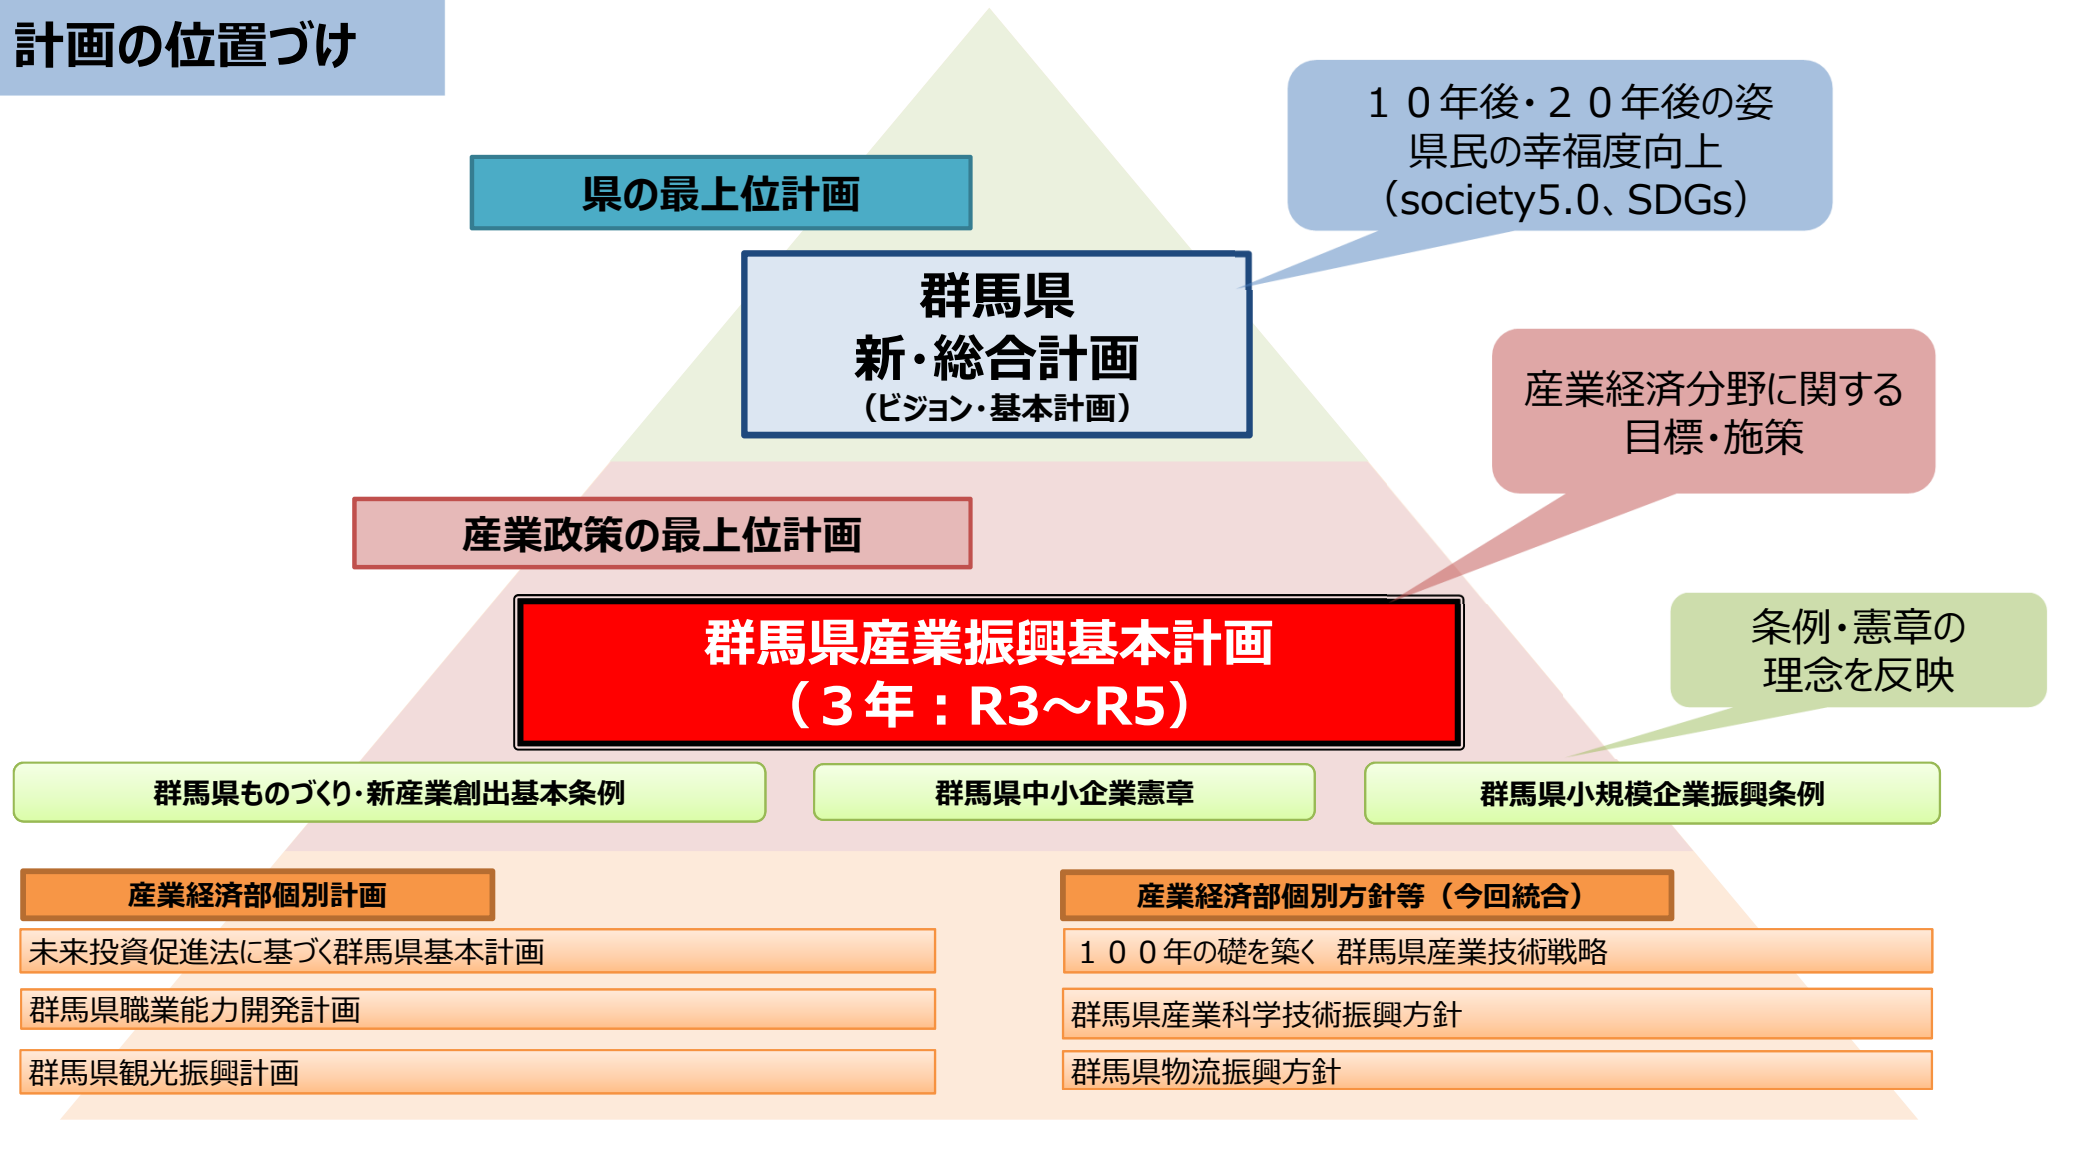 計画の位置づけ
１０年後・２０年後の姿
県民の幸福度向上
（society5.0、SDGs）
県の最上位計画
群馬県
新・総合計画
（ビジョン・基本計画）
産業経済分野に関する
目標・施策
産業政策の最上位計画
群馬県産業振興基本計画
（３年：R3～R5）
条例・憲章の
理念を反映
群馬県ものづくり・新産業創出基本条例
群馬県中小企業憲章
群馬県小規模企業振興条例
産業経済部個別計画
未来投資促進法に基づく群馬県基本計画
群馬県職業能力開発計画
群馬県観光振興計画
産業経済部個別方針等（今回統合）
１００年の礎を築く 群馬県産業技術戦略
群馬県産業科学技術振興方針
群馬県物流振興方針